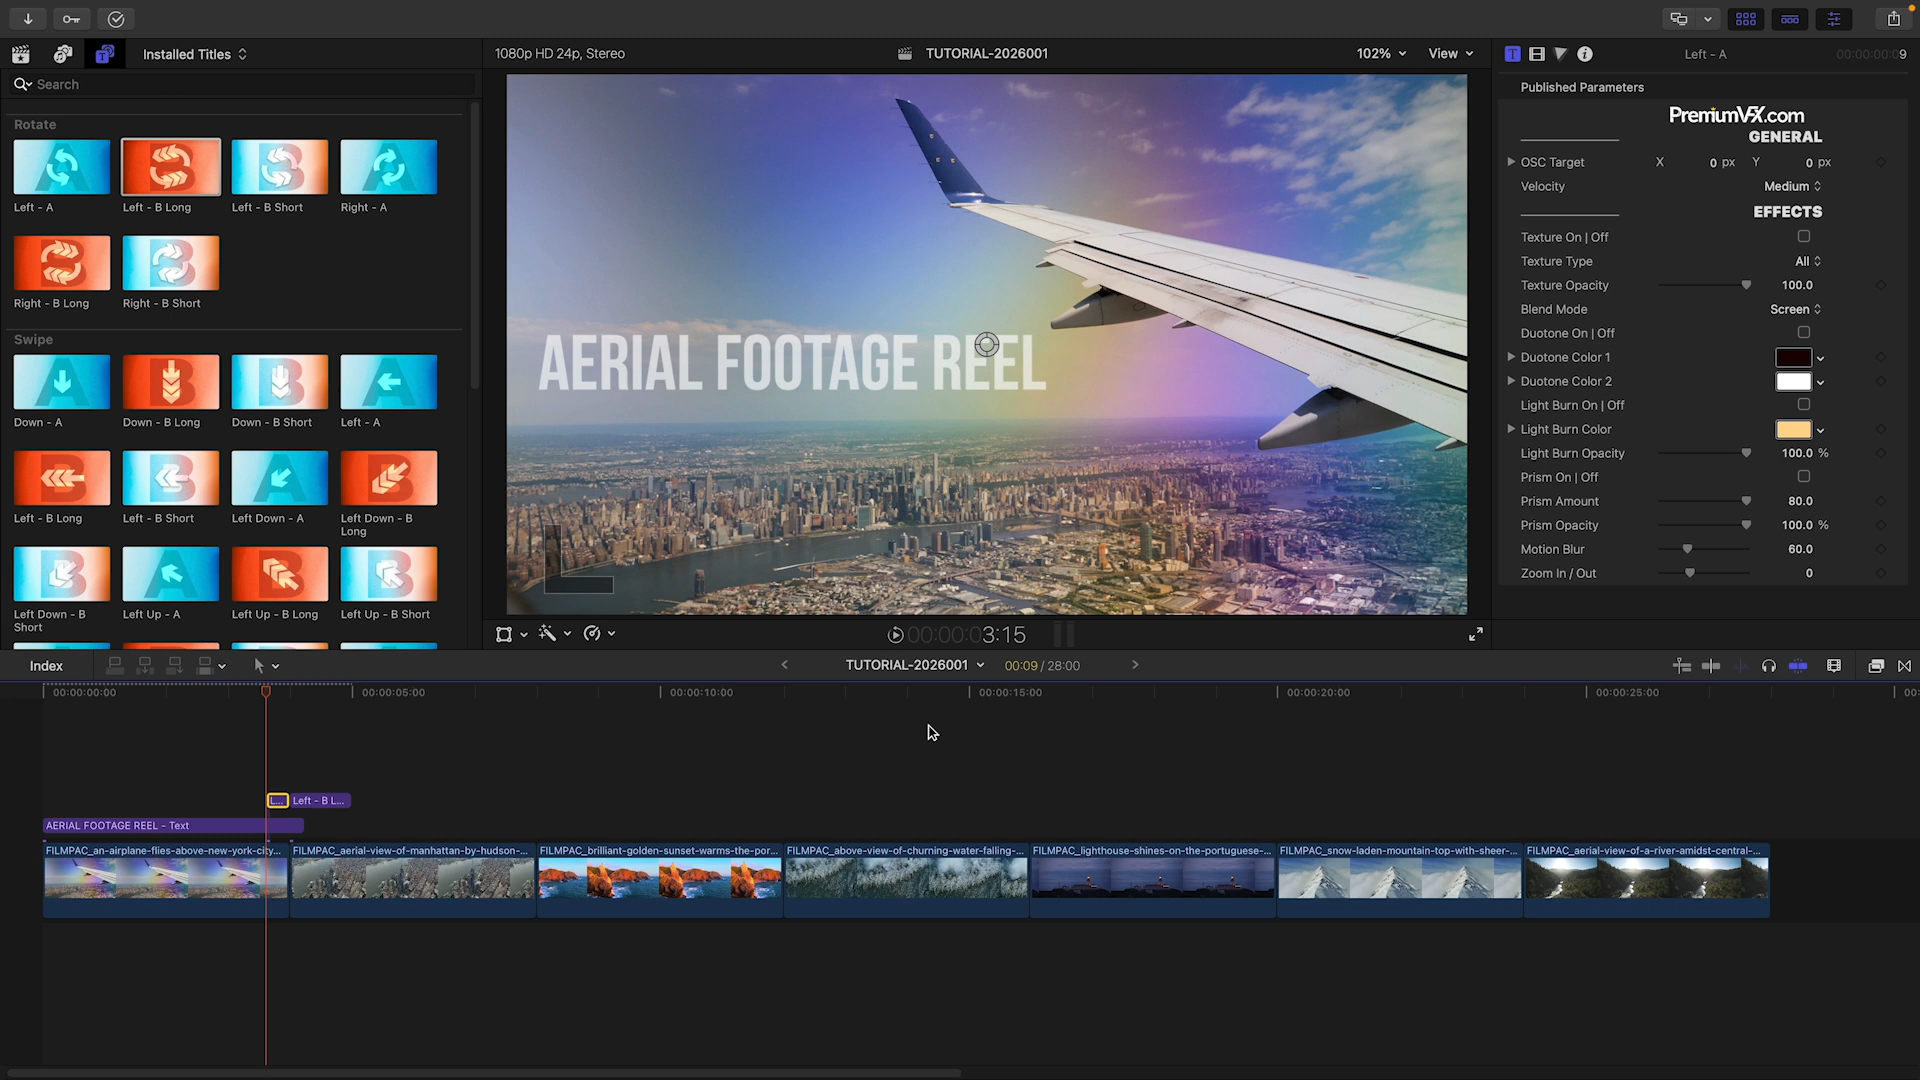 Installed Titles
1080p HD 24p, Stereo
TUTORIAL-2026001
102%
View
Left - A
00:00:00:09
Search
Published Parameters
Rotate
Left - A
Left - B Long
Left - B Short
Right - A
Right - B Long
Right - B Short
Swipe
Down - A
Down - B Long
Down - B Short
Left - A
Left - B Long
Left - B Short
Left Down - A
Left Down - B
Long
Left Down - B
Short
Left Up - A
Left Up - B Long
Left Up - B Short
AERIAL FOOTAGE REEL
PremiumVFX.com
GENERAL
OSC Target X 0 px Y 0 px
Velocity Medium
EFFECTS
Texture On | Off
Texture Type All
Texture Opacity 100.0
Blend Mode Screen
Duotone On | Off
Duotone Color 1
Duotone Color 2
Light Burn On | Off
Light Burn Color
Light Burn Opacity 100.0 %
Prism On | Off
Prism Amount 80.0
Prism Opacity 100.0 %
Motion Blur 60.0
Zoom In / Out 0
00:00:03:15
Index
TUTORIAL-2026001
00:09 / 28:00
00:00:00:00
00:00:05:00
00:00:10:00
00:00:15:00
00:00:20:00
00:00:25:00
00:
L...
Left - B L...
AERIAL FOOTAGE REEL - Text
FILMPAC_an-airplane-flies-above-new-york-city...
FILMPAC_aerial-view-of-manhattan-by-hudson-...
FILMPAC_brilliant-golden-sunset-warms-the-por...
FILMPAC_above-view-of-churning-water-falling-...
FILMPAC_lighthouse-shines-on-the-portuguese-...
FILMPAC_snow-laden-mountain-top-with-sheer-...
FILMPAC_aerial-view-of-a-river-amidst-central-...